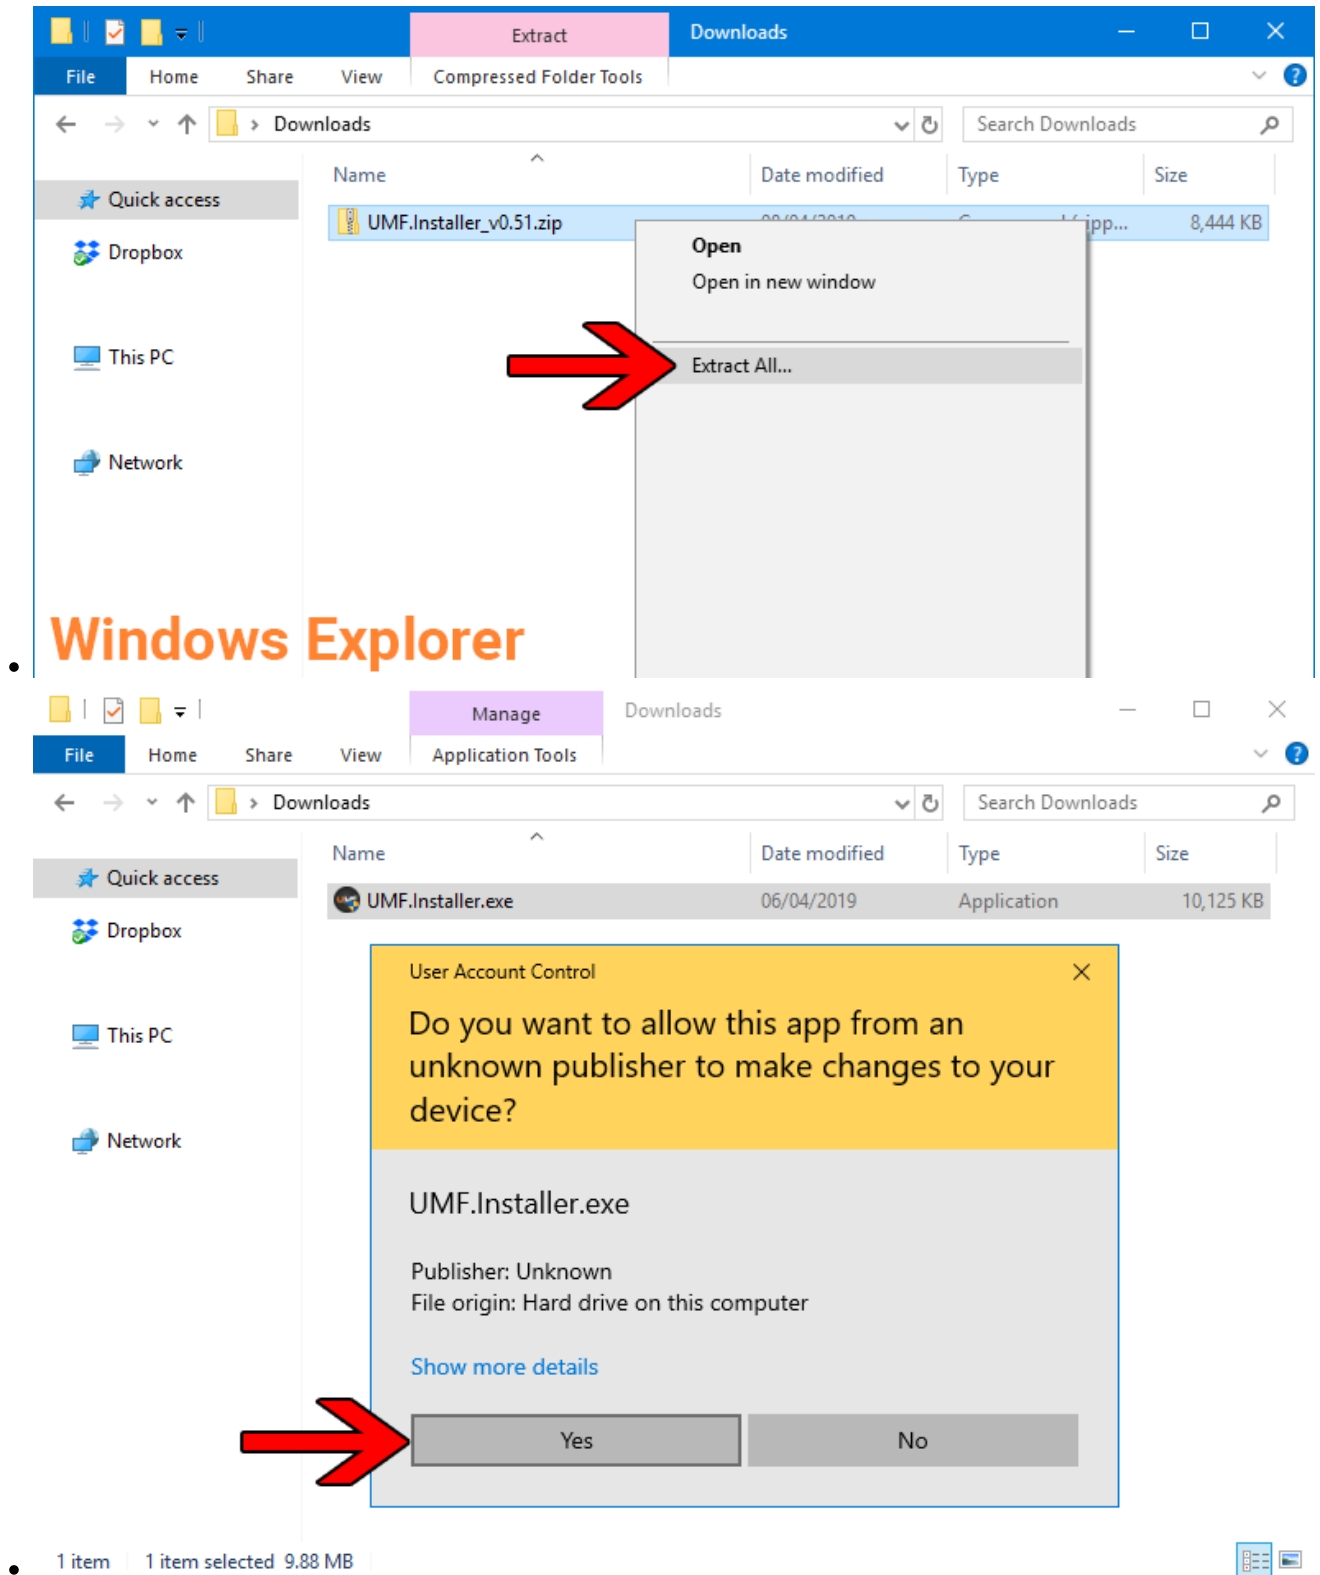 Extract
Downloads
File Home Share View Compressed Folder Tools
Downloads
Search Downloads
Name Date modified Type Size
Quick access
UMF.Installer_v0.51.zip 8,444 KB
Open
Dropbox
Open in new window
This PC
Extract All...
Network
Windows Explorer
Manage
Downloads
File Home Share View Application Tools
Downloads
Search Downloads
Name Date modified Type Size
Quick access
UMF.Installer.exe 06/04/2019 Application 10,125 KB
Dropbox
User Account Control
Do you want to allow this app from an
unknown publisher to make changes to your
device?
This PC
Network
UMF.Installer.exe
Publisher: Unknown
File origin: Hard drive on this computer
Show more details
Yes No
1 item 1 item selected 9.88 MB